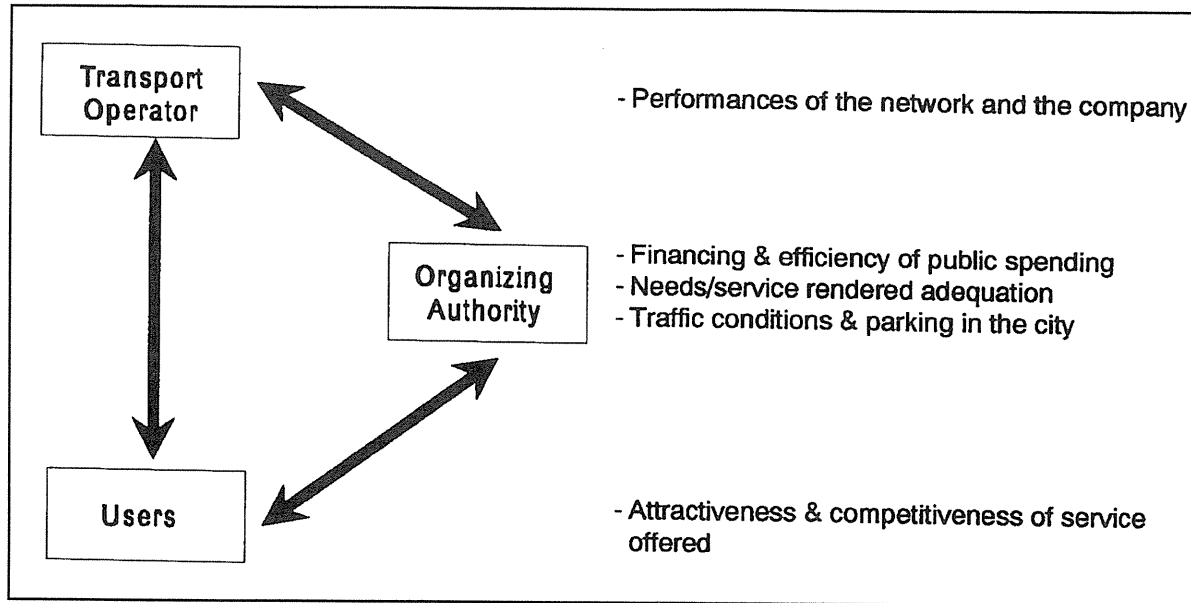 Transport
Operator
- Performances of the network and the company
Organizing
Authority
- Financing & efficiency of public spending
- Needs/service rendered adequation
- Traffic conditions & parking in the city
Users
- Attractiveness & competitiveness of service
offered